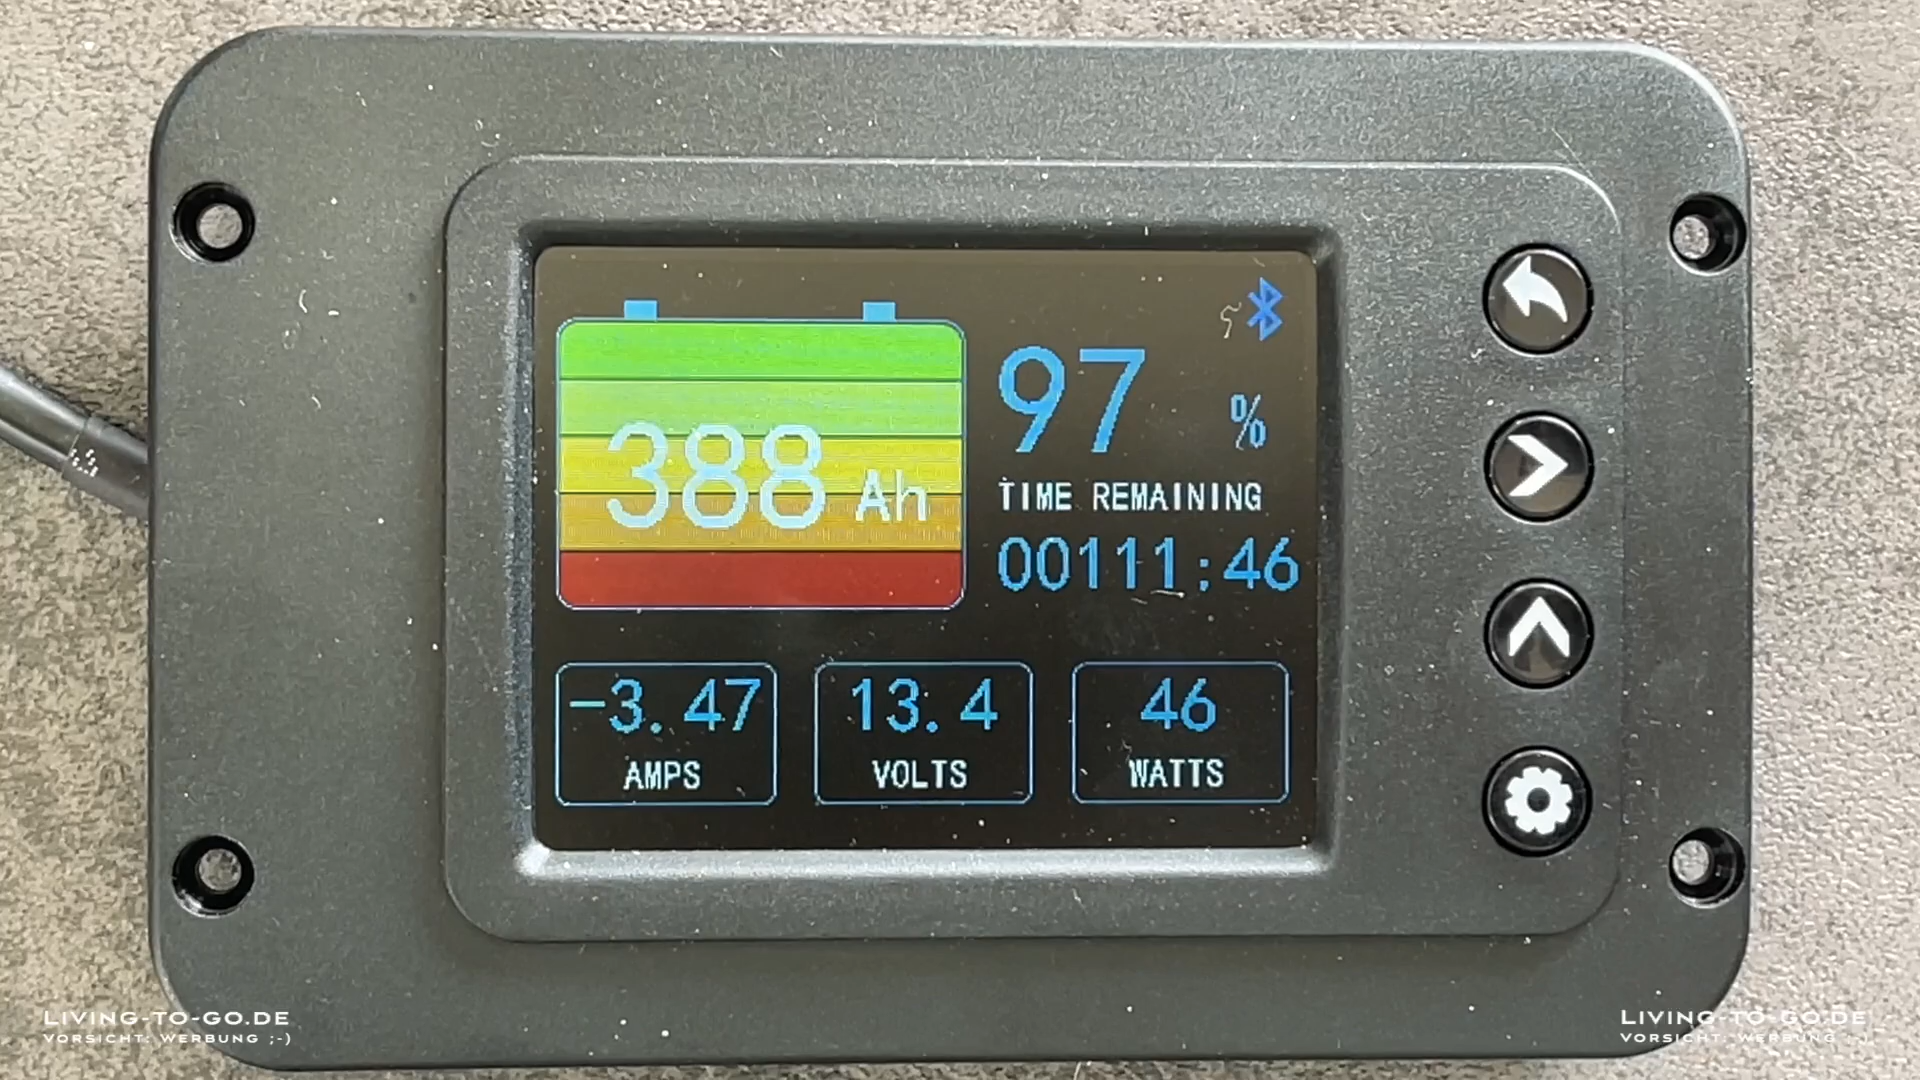 97 %
388 Ah
TIME REMAINING
00111:46
-3.47
AMPS
13.4
VOLTS
46
WATTS
LIVING-TO-GO.DE
VORSICHT: WERBUNG ;-)
LIVING-TO-GO.DE
VORSICHT: WERBUNG ;-)